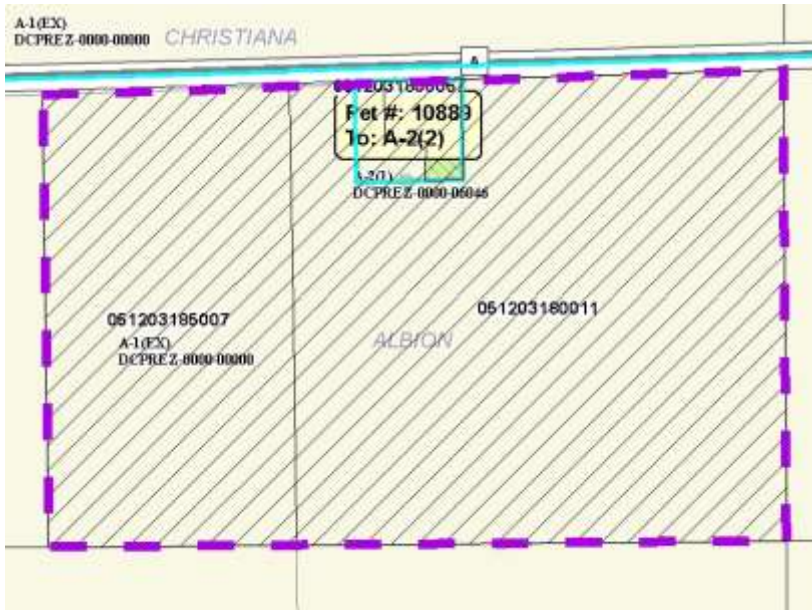 A-1(EX)
DCPREZ-0000-00000
CHRISTIANA
A
Pet #: 10889
To: A-2(2)
A-2(1)
DCPREZ-0000-06046
051203185007
051203180011
A-1(EX)
ALBION
DCPREZ-0000-00000